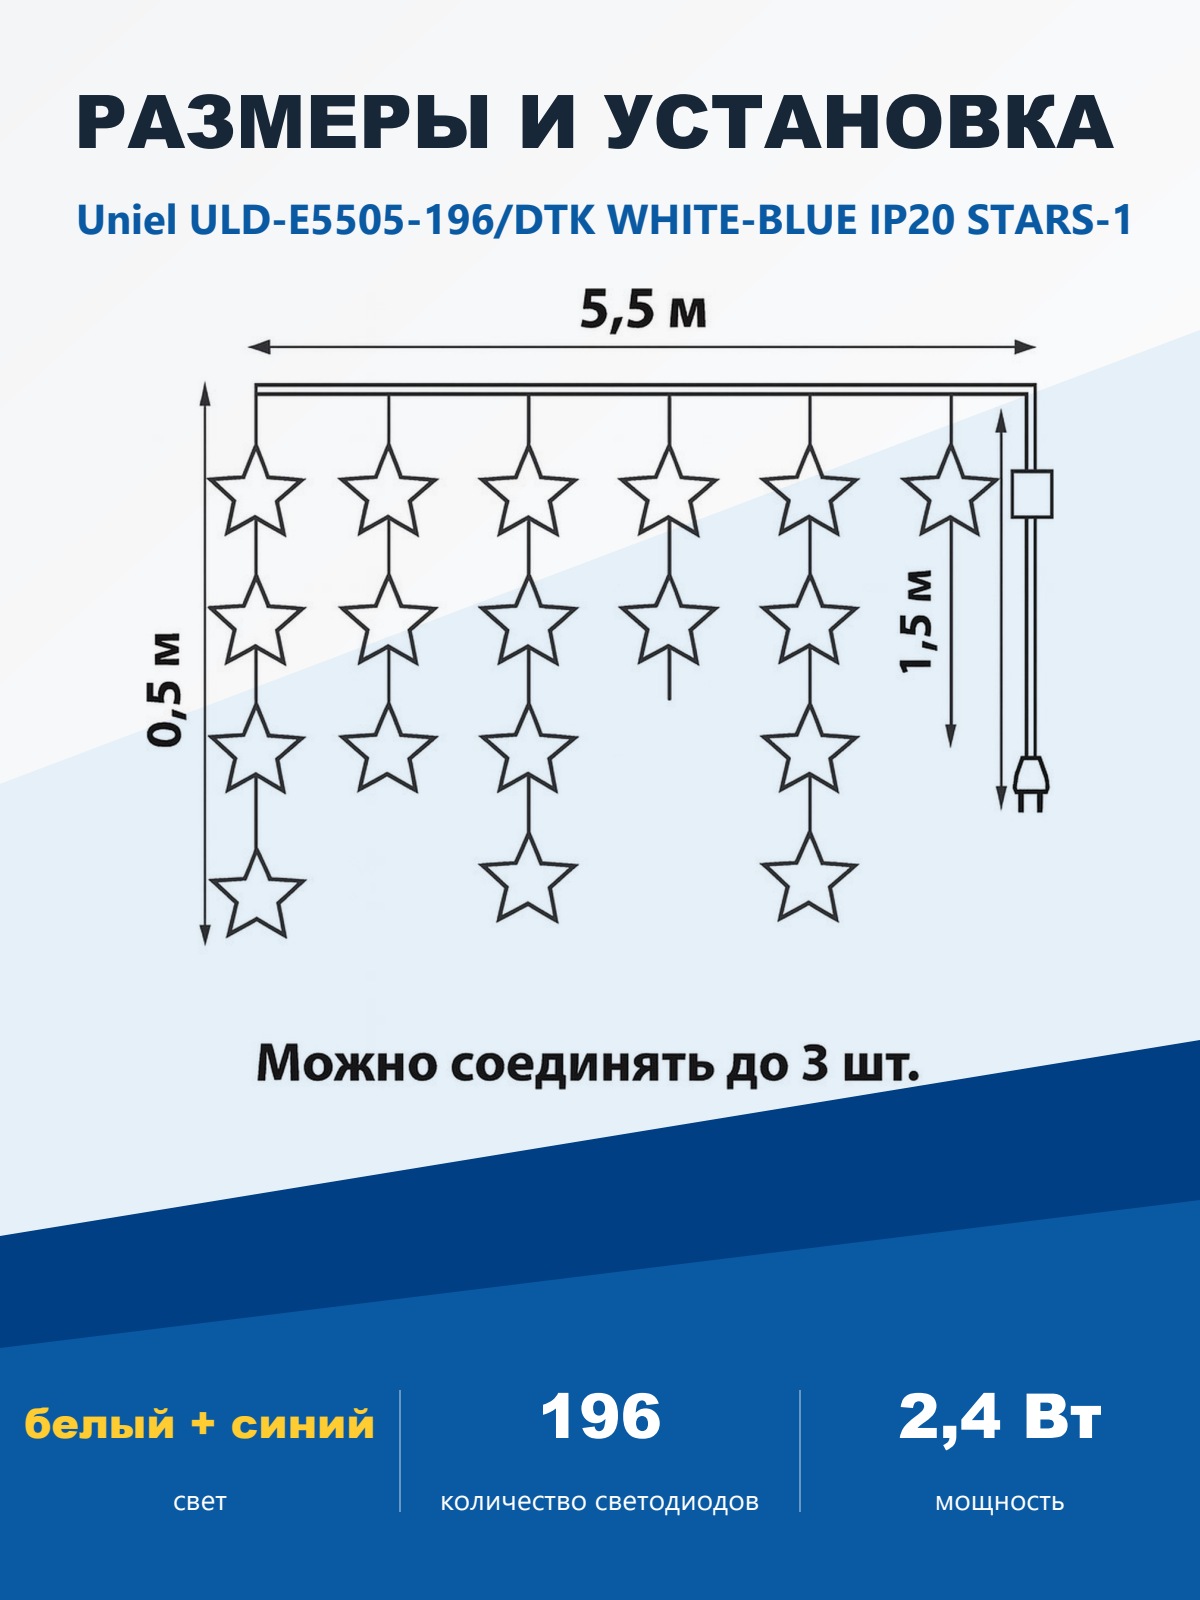 РАЗМЕРЫ И УСТАНОВКА
Uniel ULD-E5505-196/DTK WHITE-BLUE IP20 STARS-1
5,5 м
0,5 м
1,5 м
Можно соединять до 3 шт.
белый + синий
свет
196
количество светодиодов
2,4 Вт
мощность